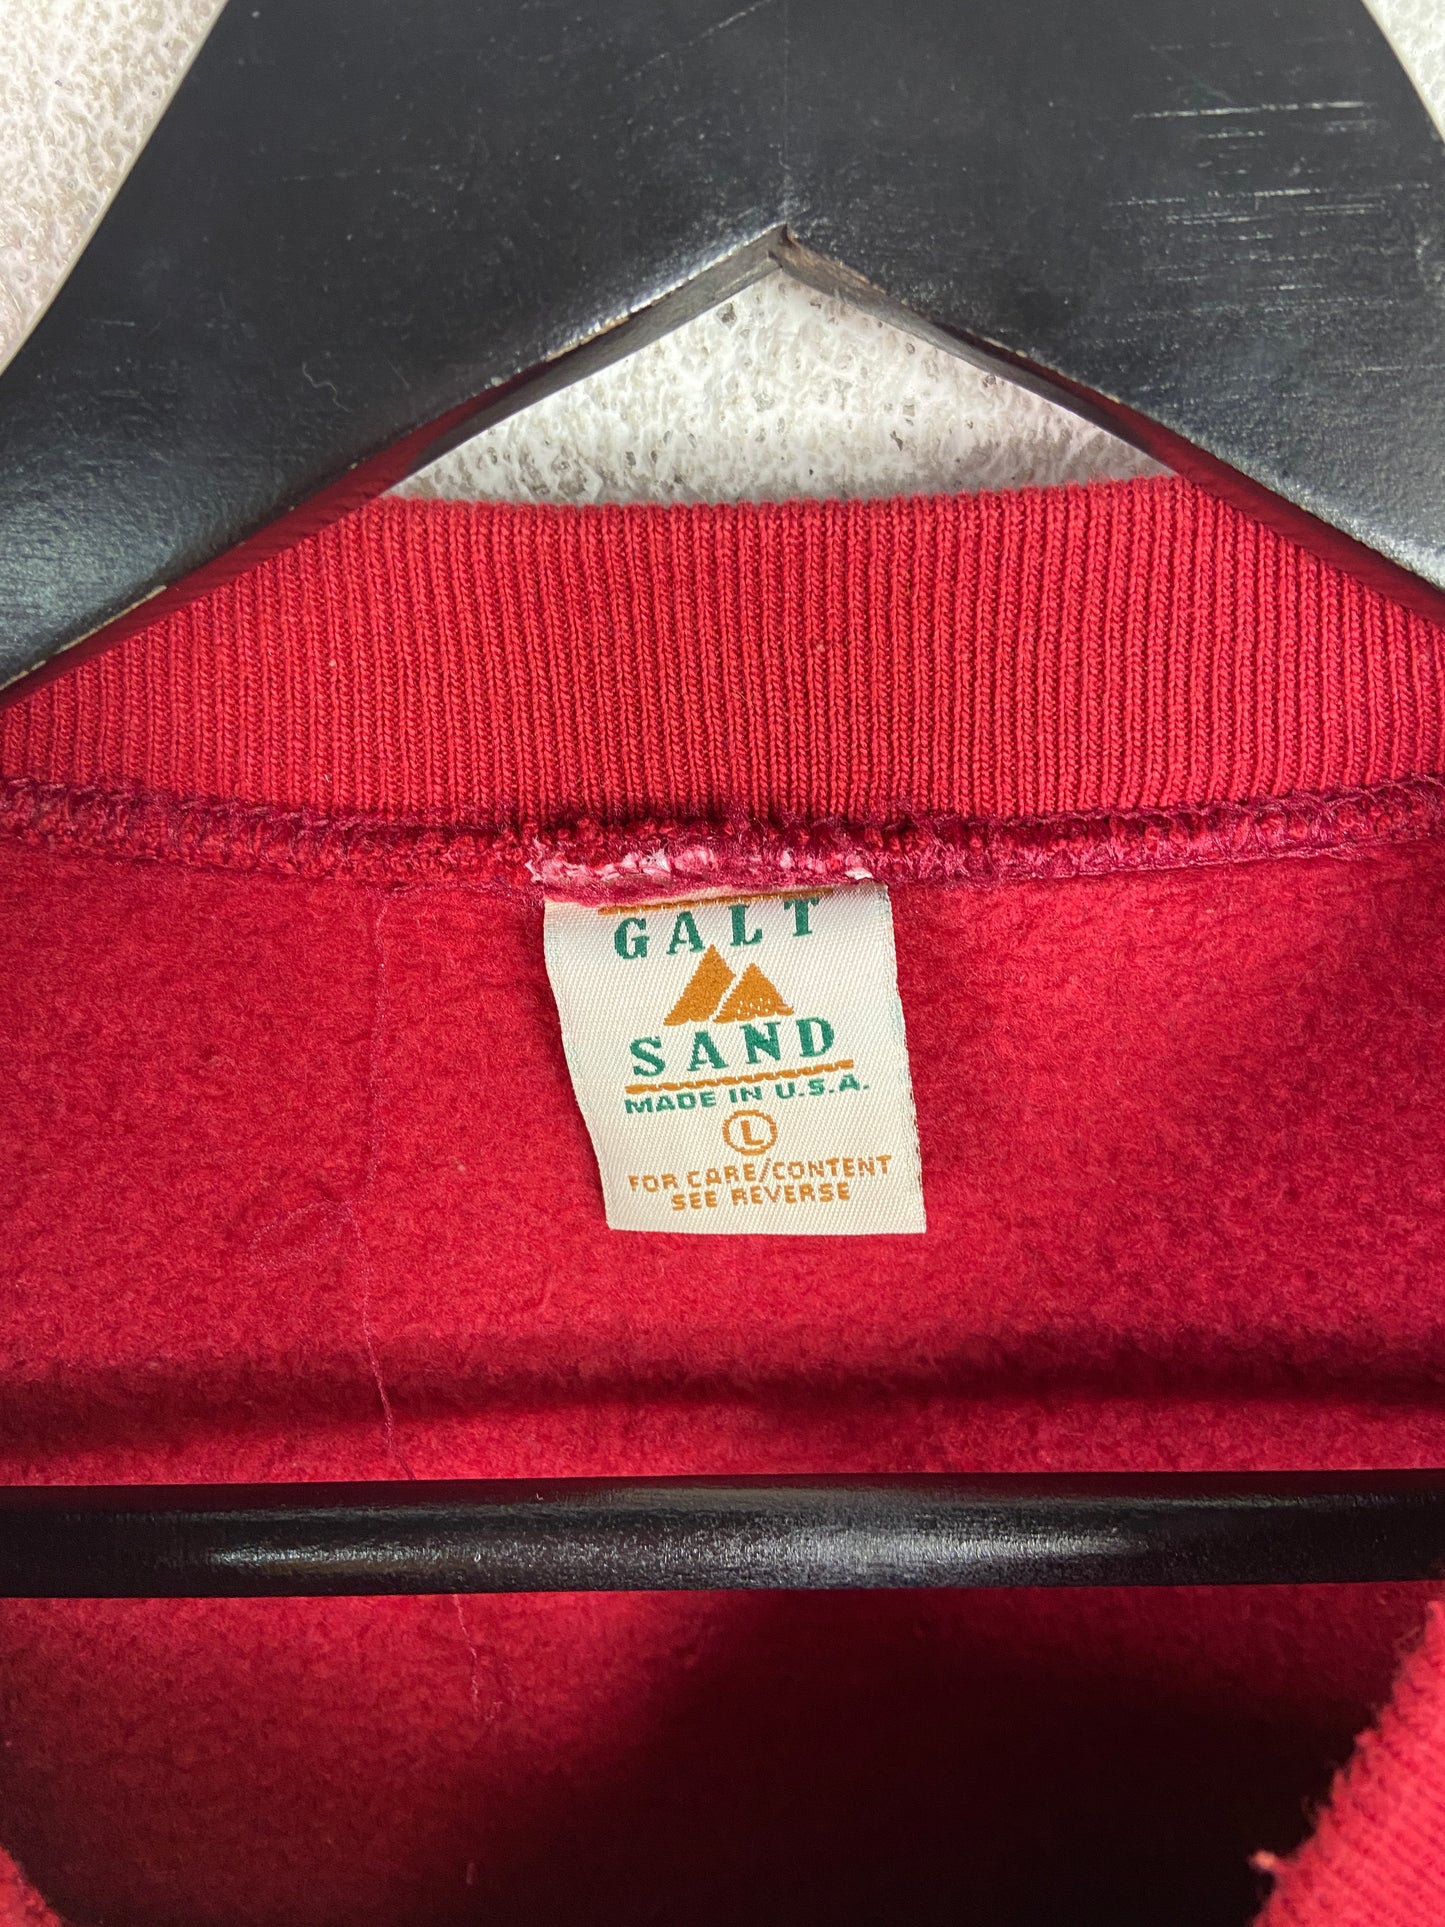 GALT
SAND
MADE IN U.S.A.
L
FOR CARE/CONTENT
SEE REVERSE